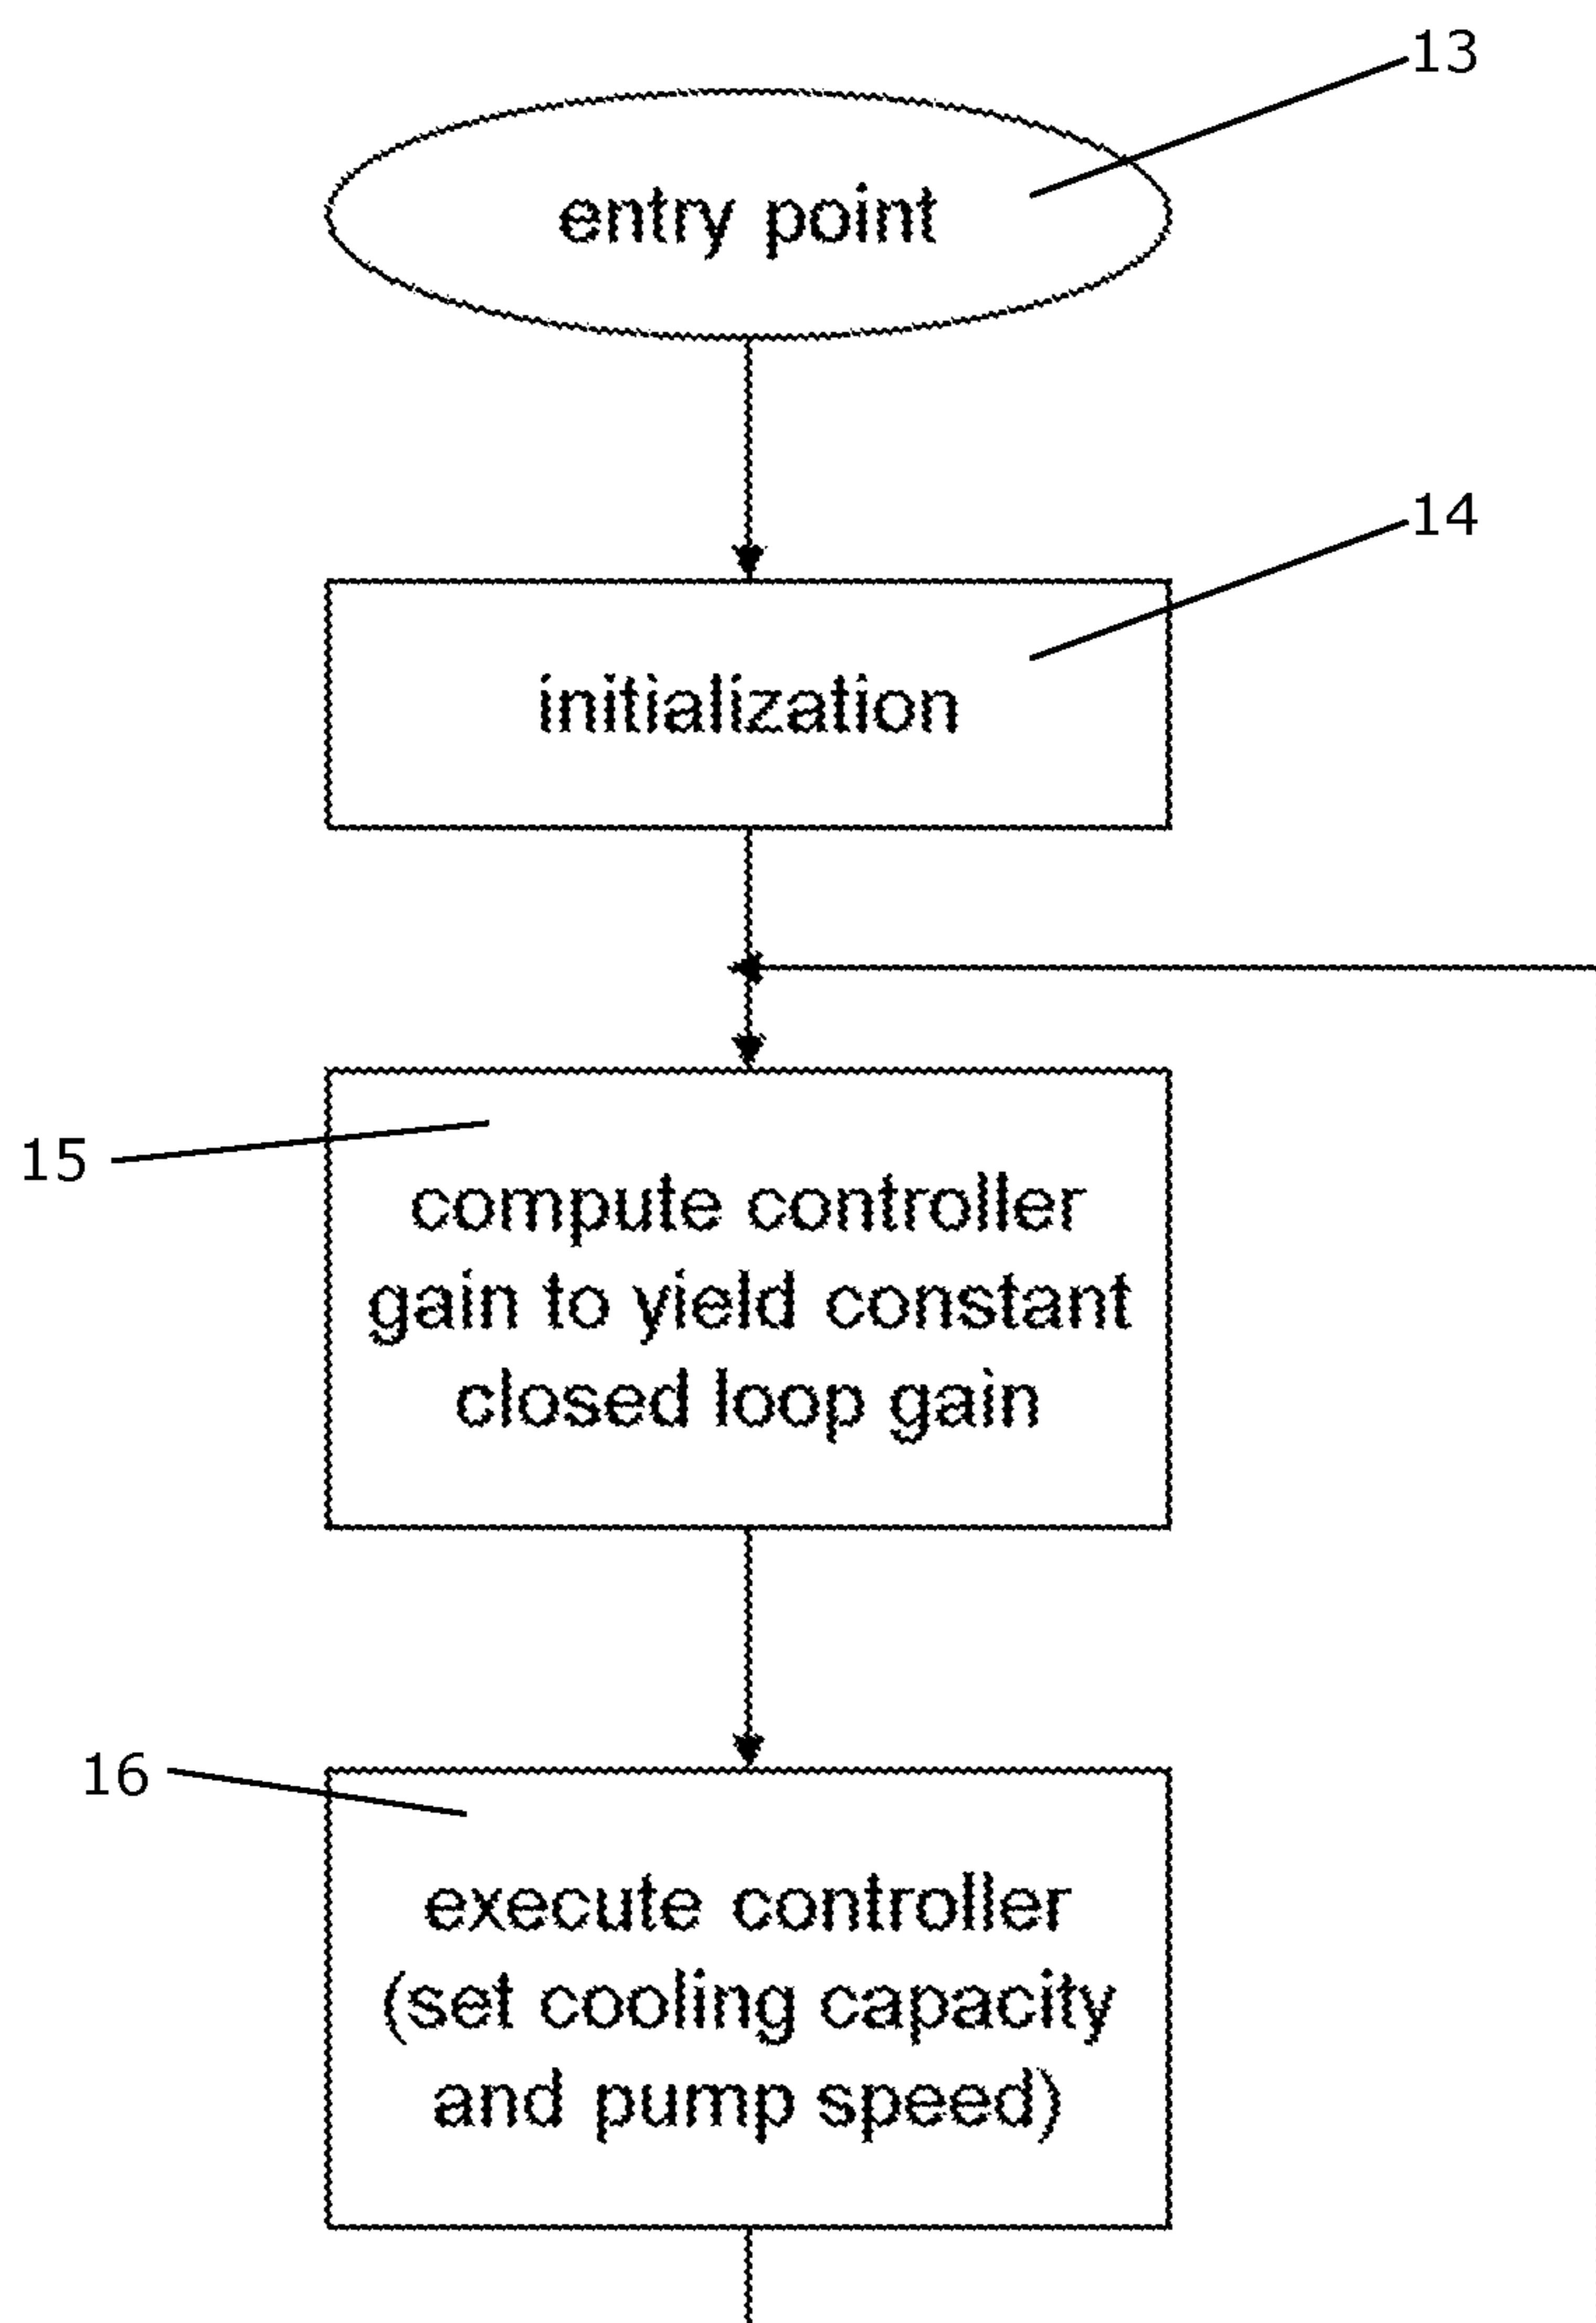 13
entry point
14
initialization
15
compute controller
gain to yield constant
closed loop gain
16
execute controller
(set cooling capacity
and pump speed)